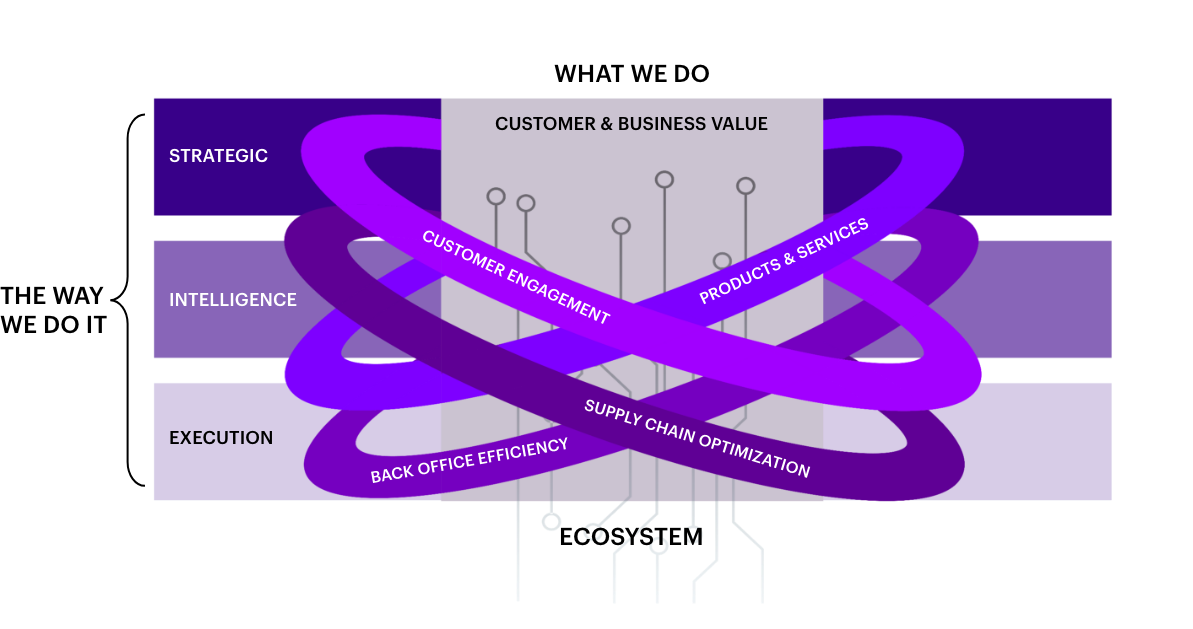 WHAT WE DO
CUSTOMER & BUSINESS VALUE
STRATEGIC
CUSTOMER ENGAGEMENT
PRODUCTS & SERVICES
THE WAY
WE DO IT
INTELLIGENCE
EXECUTION
SUPPLY CHAIN OPTIMIZATION
BACK OFFICE EFFICIENCY
ECOSYSTEM